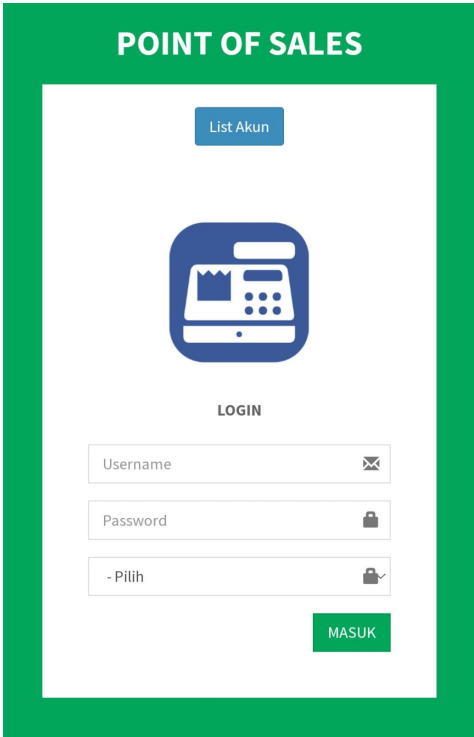 POINT OF SALES
List Akun
LOGIN
Username
Password
- Pilih
MASUK